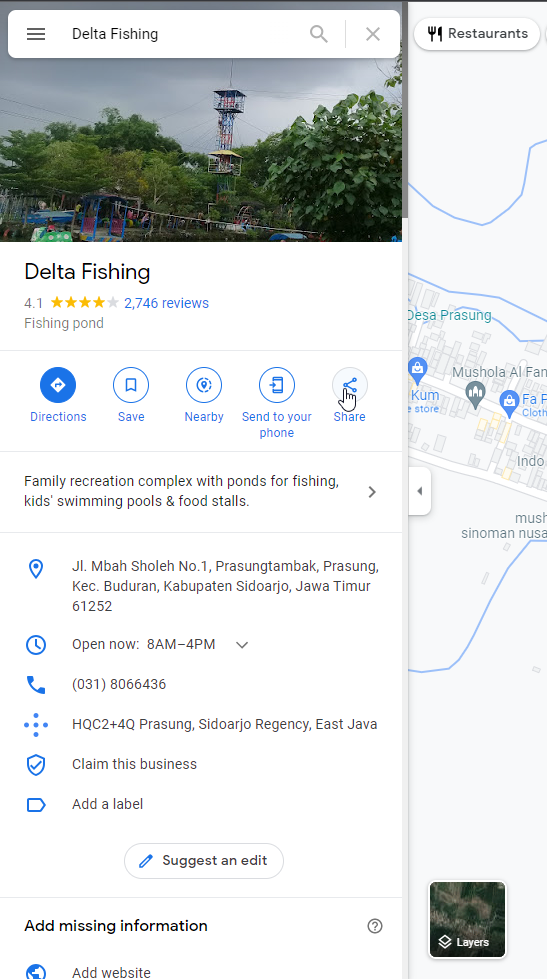 Delta Fishing
Restaurants
Delta Fishing
4.1 2,746 reviews
Fishing pond
Directions
Save
Nearby
Send to your
phone
Share
Family recreation complex with ponds for fishing,
kids' swimming pools & food stalls.
Jl. Mbah Sholeh No.1, Prasungtambak, Prasung,
Kec. Buduran, Kabupaten Sidoarjo, Jawa Timur
61252
Open now: 8AM–4PM
(031) 8066436
HQC2+4Q Prasung, Sidoarjo Regency, East Java
Claim this business
Add a label
Suggest an edit
Add missing information
Add website
Desa Prasung
Mushola Al Fan
Kum
e store
Fa F
Cloth
Indo
mush
sinoman nusa
Layers